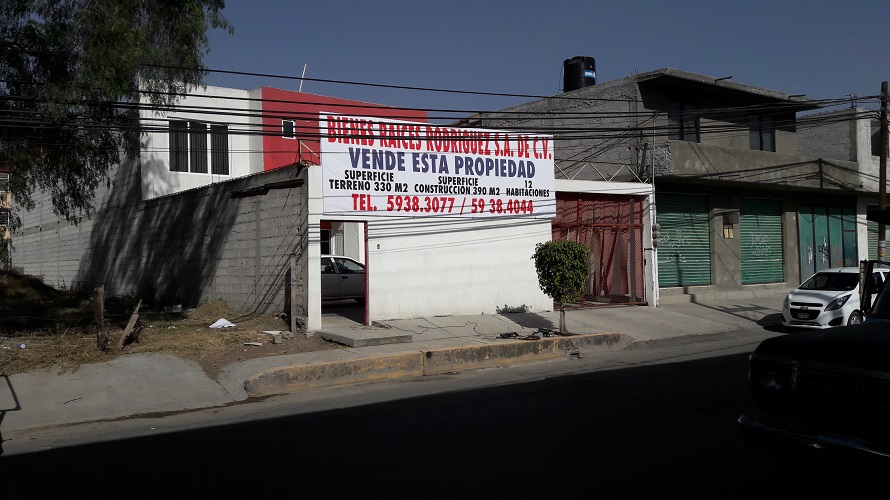 BIENES RAICES RODRIGUEZ S.A. DE C.V.
VENDE ESTA PROPIEDAD
SUPERFICIE SUPERFICIE 12
TERRENO 330 M2 CONSTRUCCION 390 M2 HABITACIONES
TEL. 5938.3077 / 59 38.4044